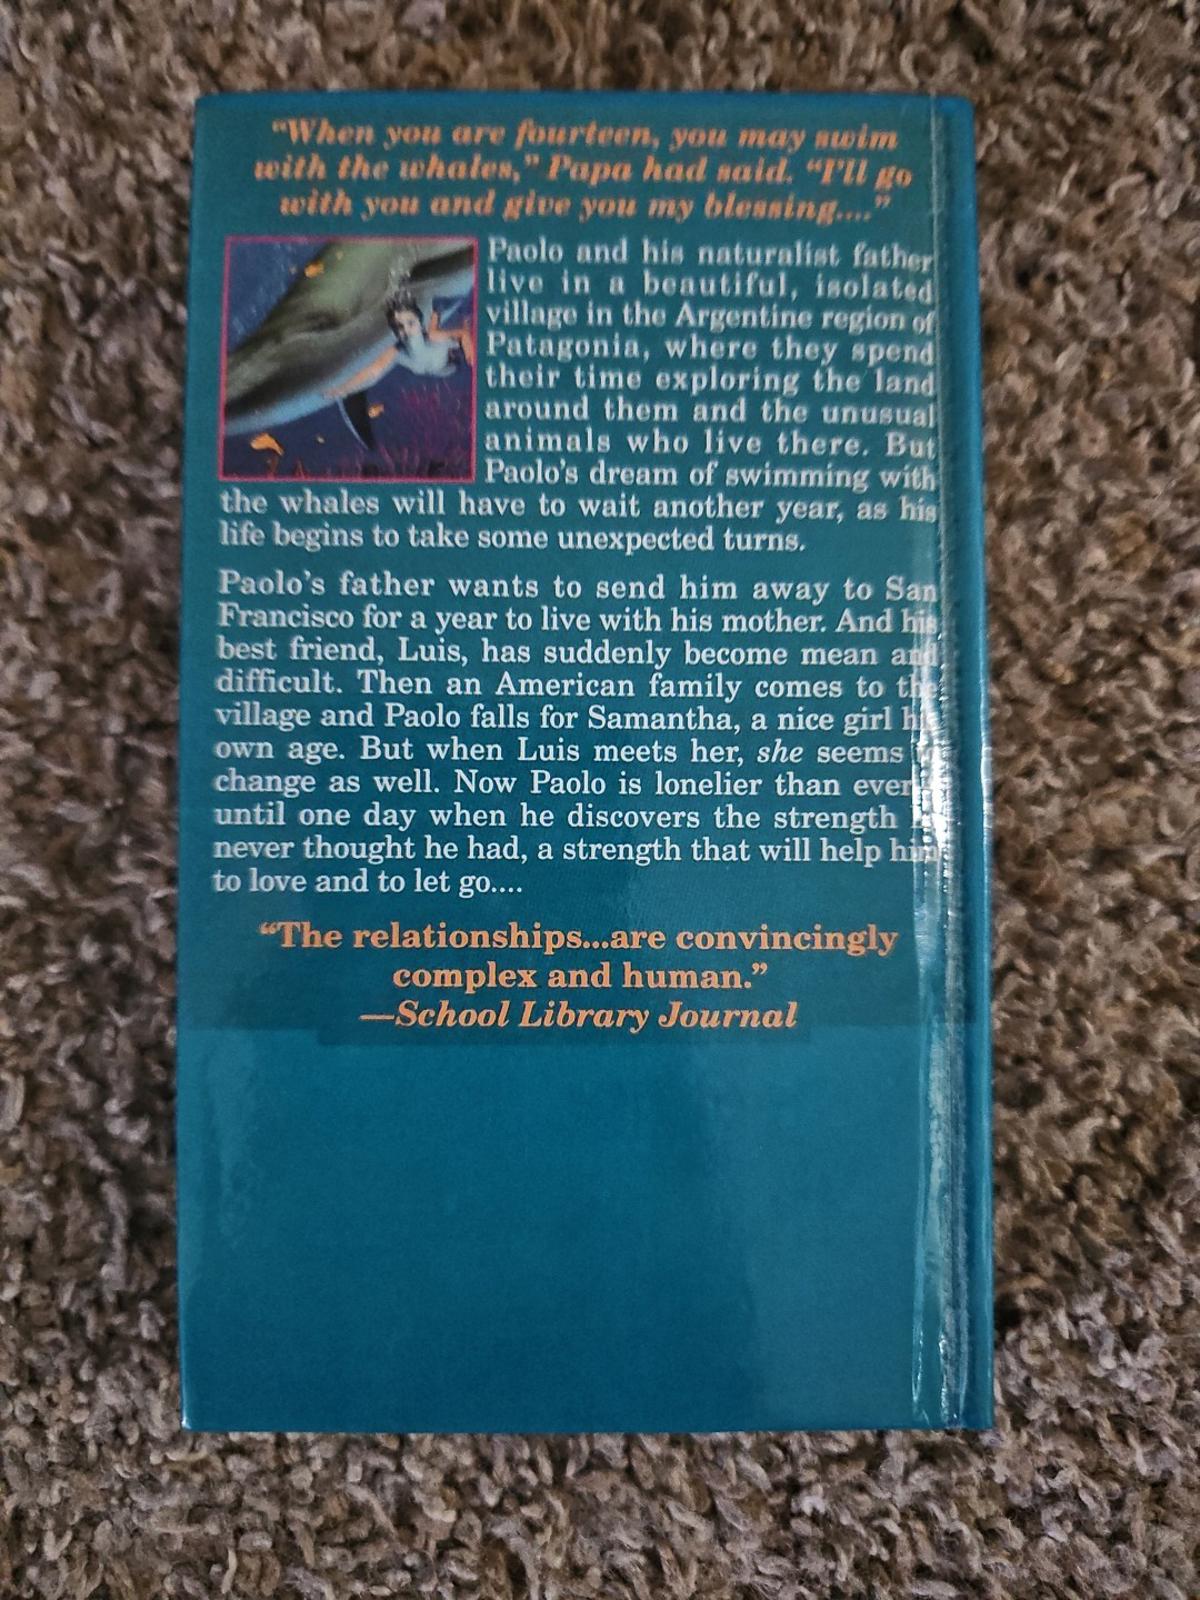 "When you are fourteen, you may swim
with the whales," Papa had said. "I'll go
with you and give you my blessing...."
Paolo and his naturalist father
live in a beautiful, isolated
village in the Argentine region of
Patagonia, where they spend
their time exploring the land
around them and the unusual
animals who live there. But
Paolo's dream of swimming with
the whales will have to wait another year, as his
life begins to take some unexpected turns.
Paolo's father wants to send him away to San
Francisco for a year to live with his mother. And his
best friend, Luis, has suddenly become mean and
difficult. Then an American family comes to the
village and Paolo falls for Samantha, a nice girl his
own age. But when Luis meets her, she seems
change as well. Now Paolo is lonelier than ever
until one day when he discovers the strength
never thought he had, a strength that will help him
to love and to let go....
"The relationships...are convincingly
complex and human."
—School Library Journal